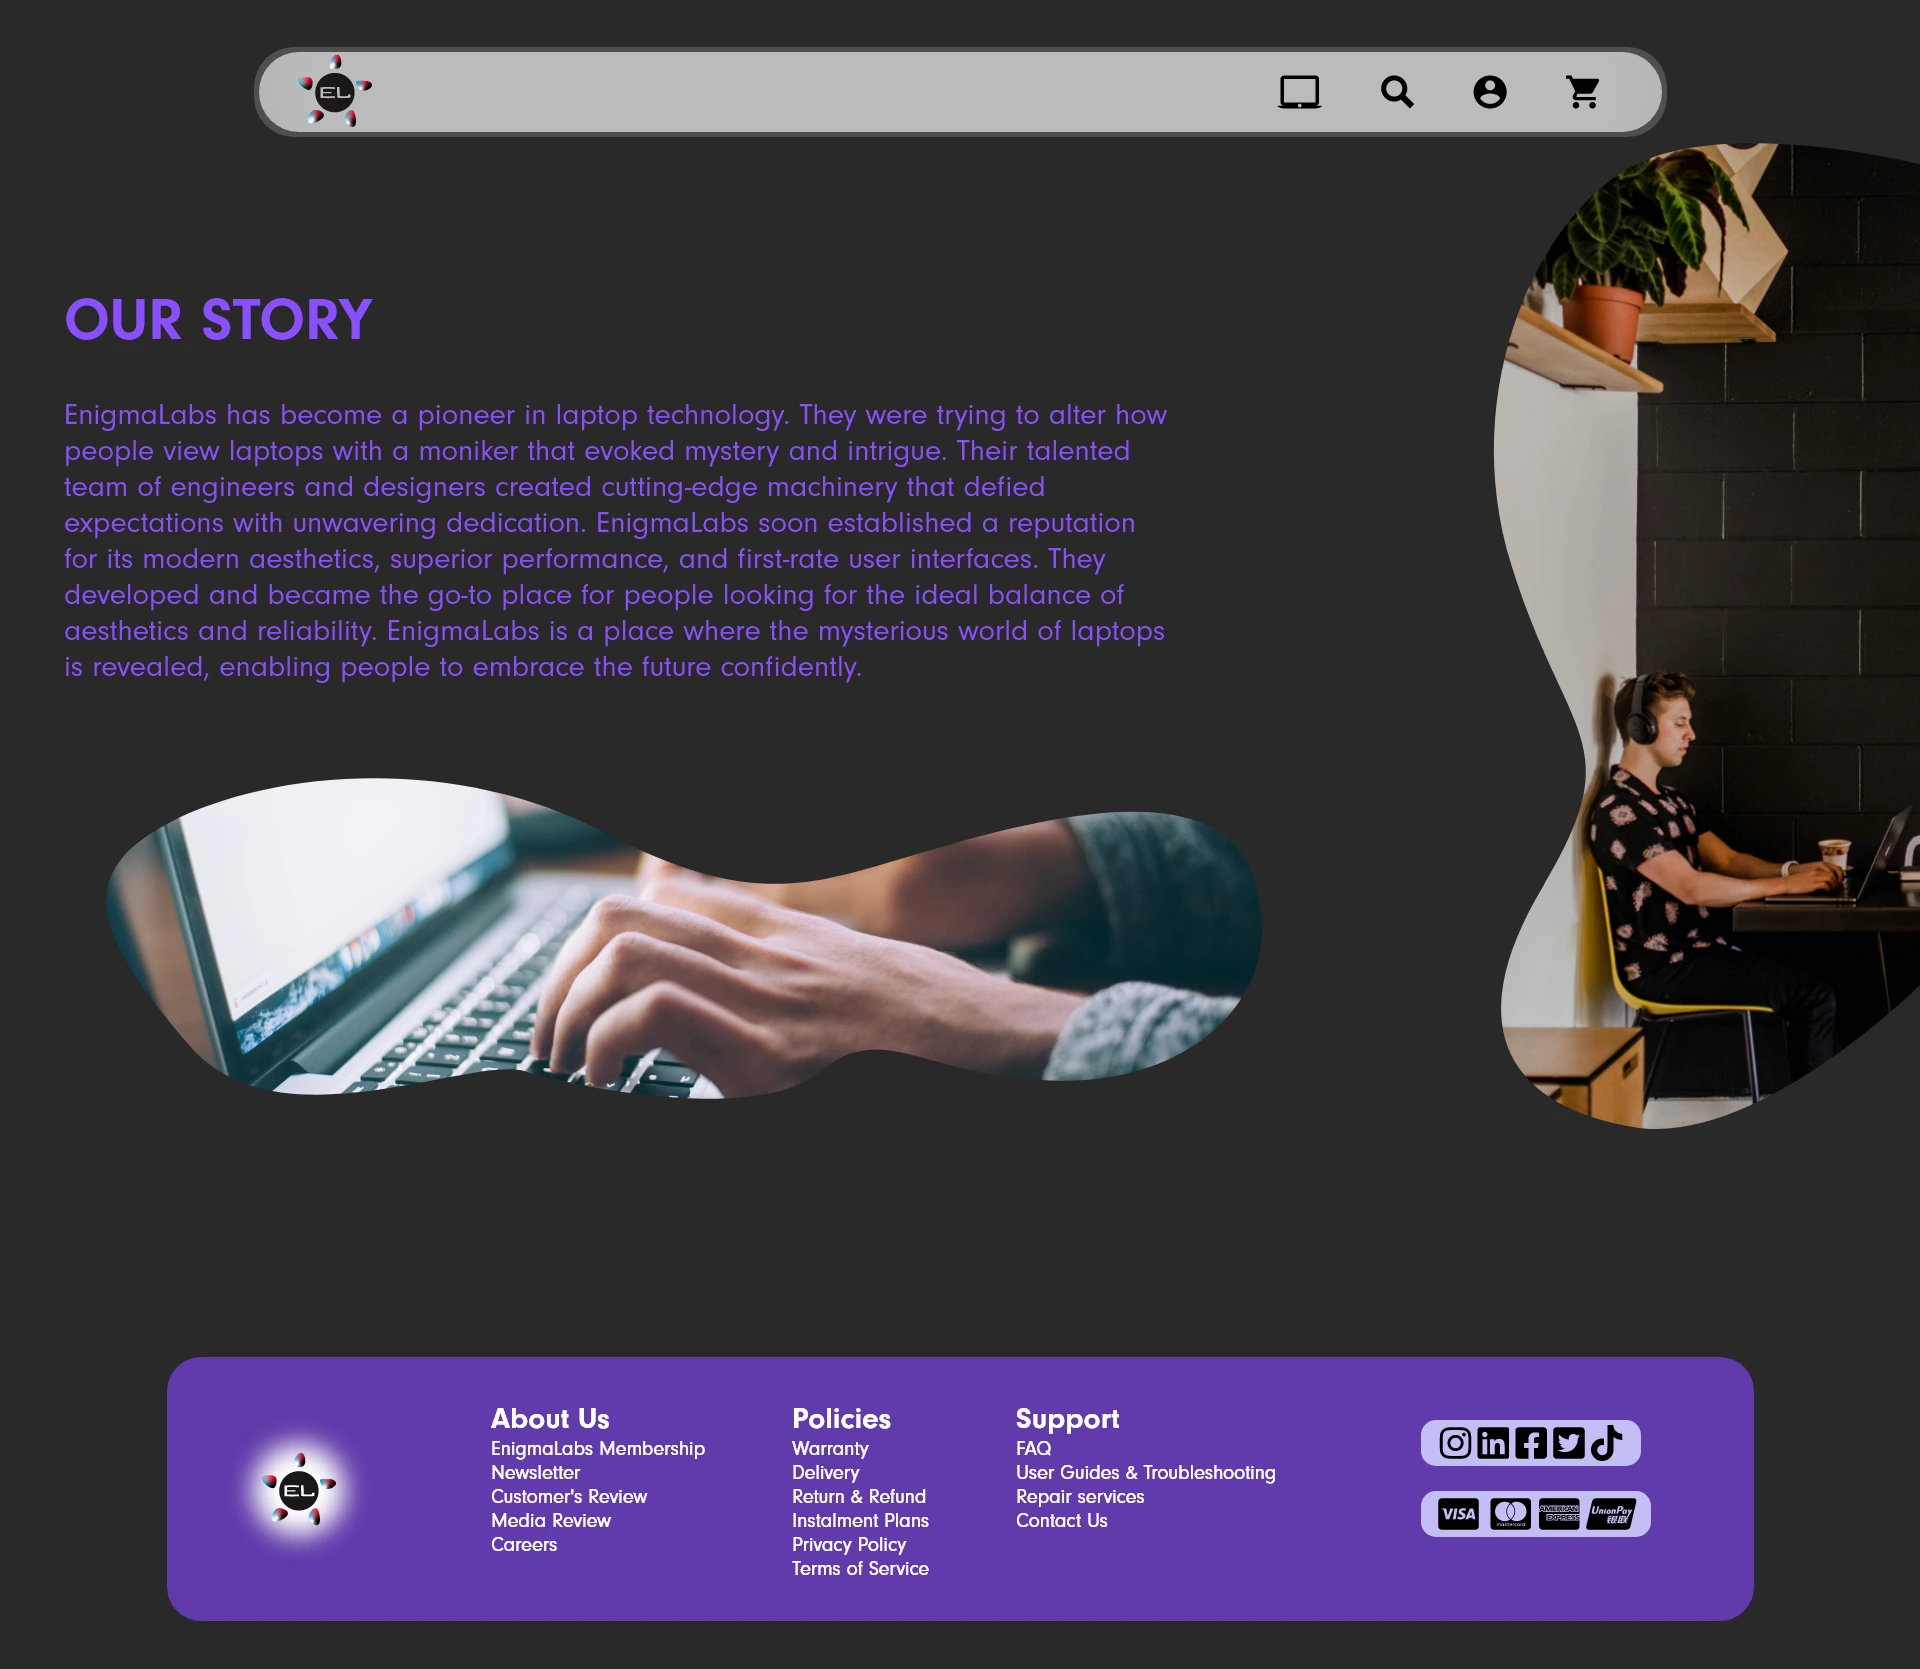 EL
OUR STORY
EnigmaLabs has become a pioneer in laptop technology. They were trying to alter how
people view laptops with a moniker that evoked mystery and intrigue. Their talented
team of engineers and designers created cutting-edge machinery that defied
expectations with unwavering dedication. EnigmaLabs soon established a reputation
for its modern aesthetics, superior performance, and first-rate user interfaces. They
developed and became the go-to place for people looking for the ideal balance of
aesthetics and reliability. EnigmaLabs is a place where the mysterious world of laptops
is revealed, enabling people to embrace the future confidently.
EL
About Us
EnigmaLabs Membership
Newsletter
Customer's Review
Media Review
Careers
Policies
Warranty
Delivery
Return & Refund
Instalment Plans
Privacy Policy
Terms of Service
Support
FAQ
User Guides & Troubleshooting
Repair services
Contact Us
in
VISA
mastercard
AMERICAN
EXPRESS
UnionPay
银联